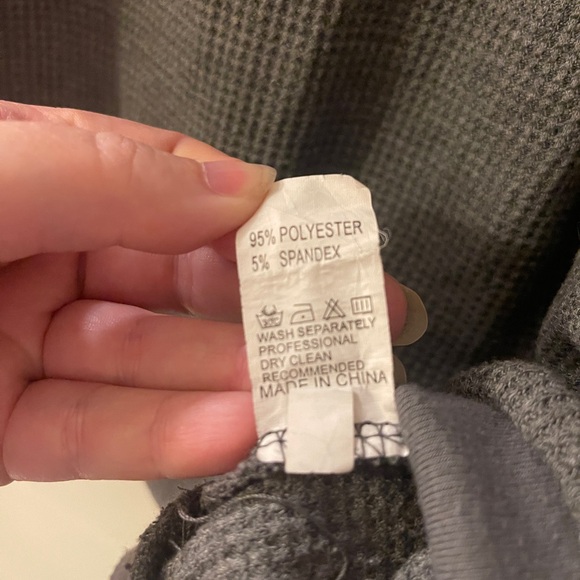 95% POLYESTER
5% SPANDEX
WASH SEPARATELY
PROFESSIONAL
DRY CLEAN
RECOMMENDED
MADE IN CHINA